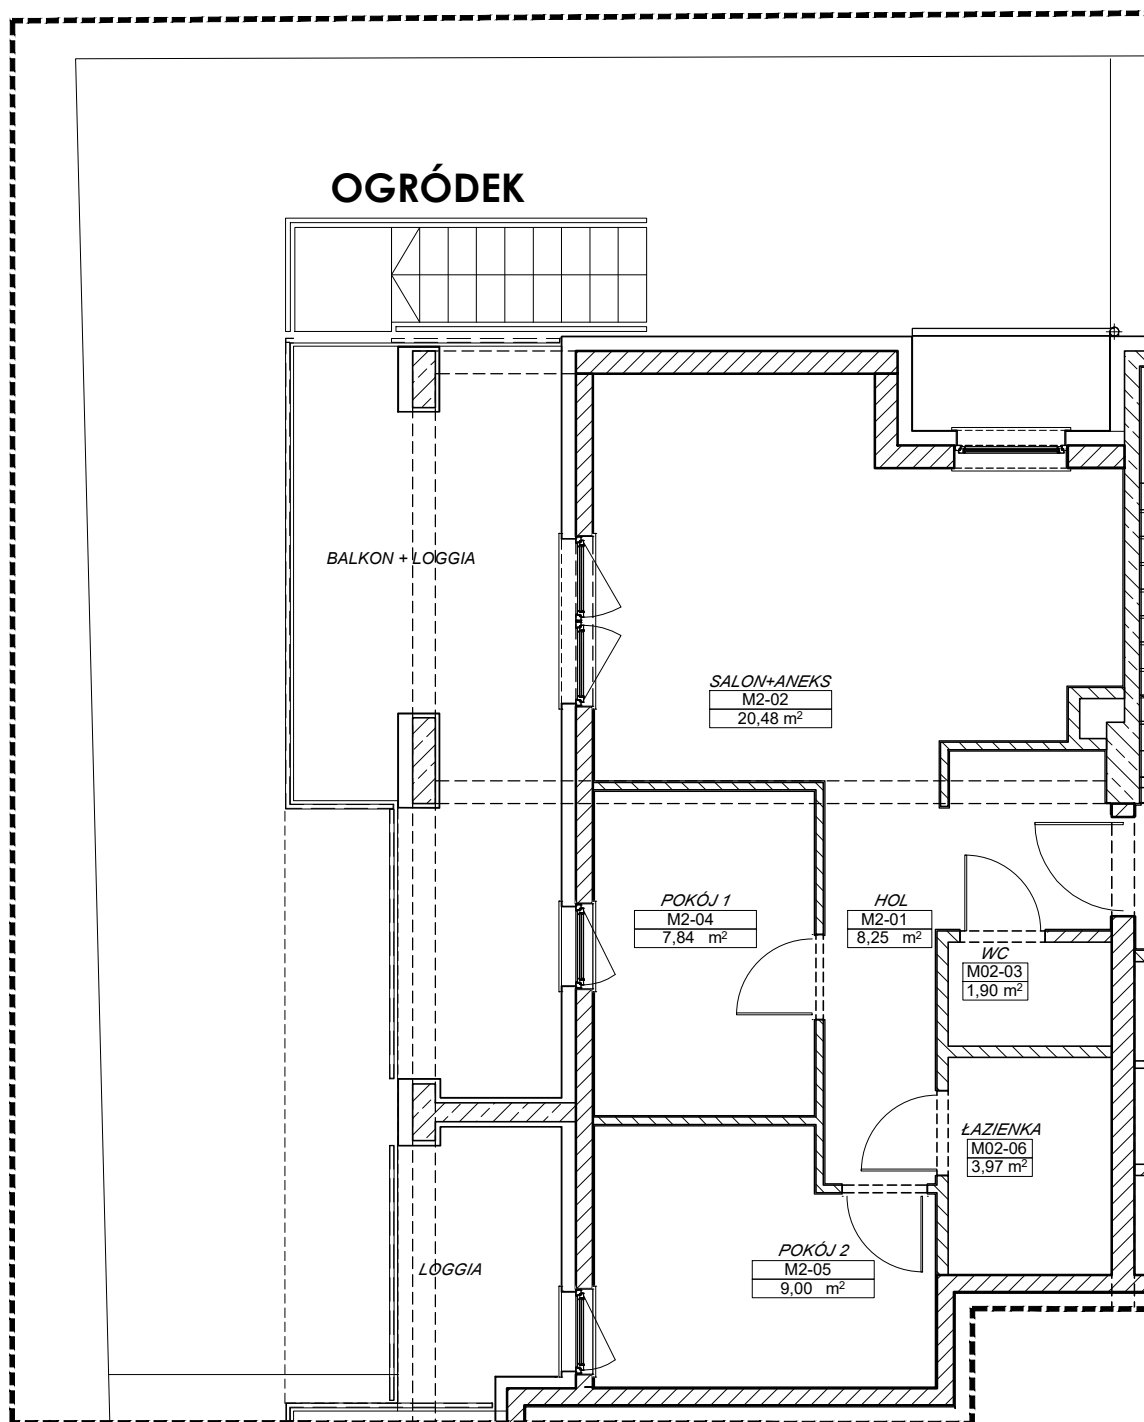 OGRÓDEK
BALKON + LOGGIA
SALON+ANEKS
M2-02
20,48 m²
POKÓJ 1
M2-04
7,84 m²
HOL
M2-01
8,25 m²
WC
M02-03
1,90 m²
ŁAZIENKA
M02-06
3,97 m²
POKÓJ 2
M2-05
9,00 m²
LOGGIA